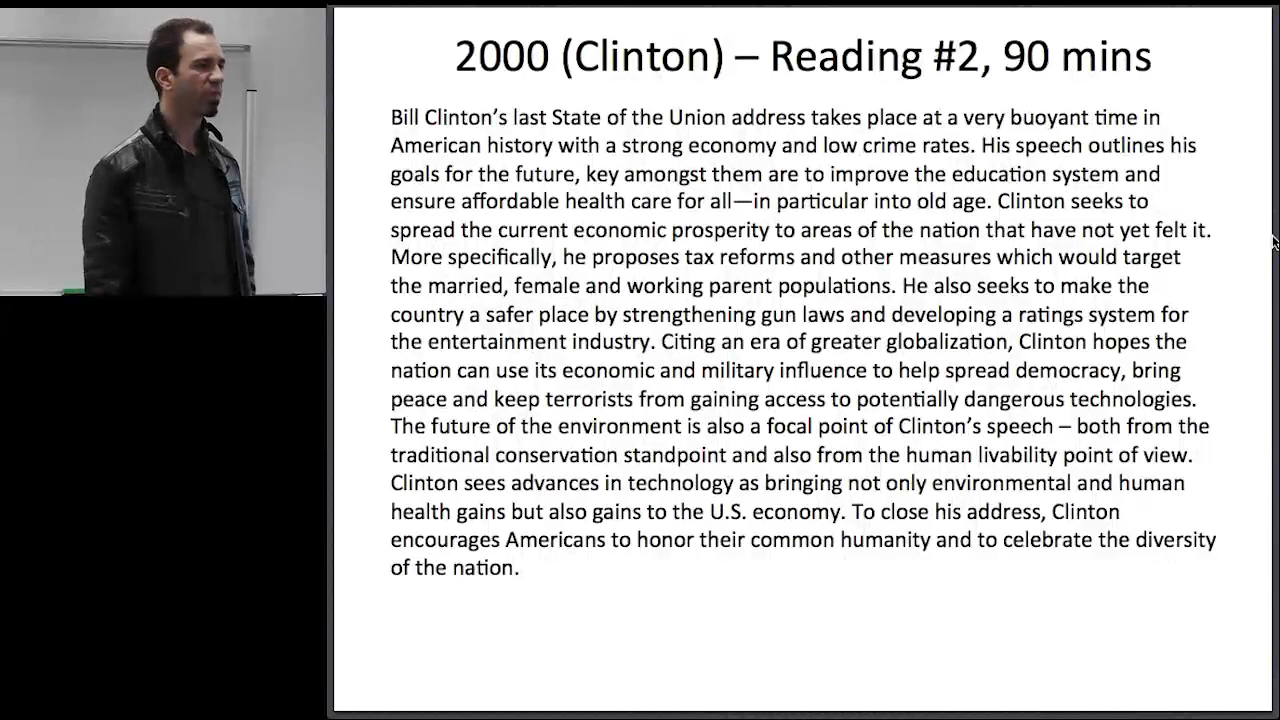 2000 (Clinton) – Reading #2, 90 mins
Bill Clinton’s last State of the Union address takes place at a very buoyant time in
American history with a strong economy and low crime rates. His speech outlines his
goals for the future, key amongst them are to improve the education system and
ensure affordable health care for all—in particular into old age. Clinton seeks to
spread the current economic prosperity to areas of the nation that have not yet felt it.
More specifically, he proposes tax reforms and other measures which would target
the married, female and working parent populations. He also seeks to make the
country a safer place by strengthening gun laws and developing a ratings system for
the entertainment industry. Citing an era of greater globalization, Clinton hopes the
nation can use its economic and military influence to help spread democracy, bring
peace and keep terrorists from gaining access to potentially dangerous technologies.
The future of the environment is also a focal point of Clinton’s speech – both from the
traditional conservation standpoint and also from the human livability point of view.
Clinton sees advances in technology as bringing not only environmental and human
health gains but also gains to the U.S. economy. To close his address, Clinton
encourages Americans to honor their common humanity and to celebrate the diversity
of the nation.